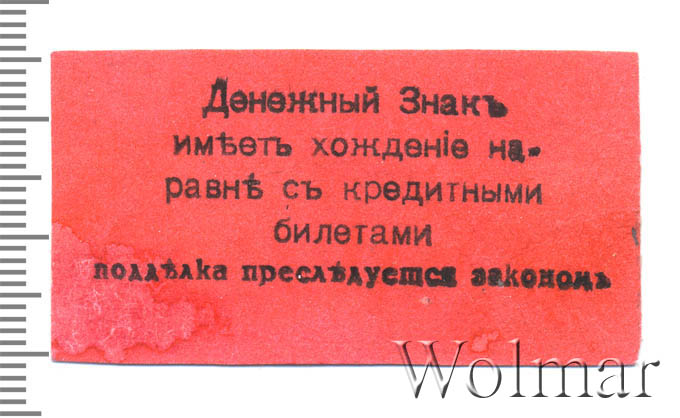 Денежный Знакъ
имѣетъ хожденіе на-
равнѣ съ кредитными
билетами
поддѣлка преслѣдуется закономъ
Wolmar